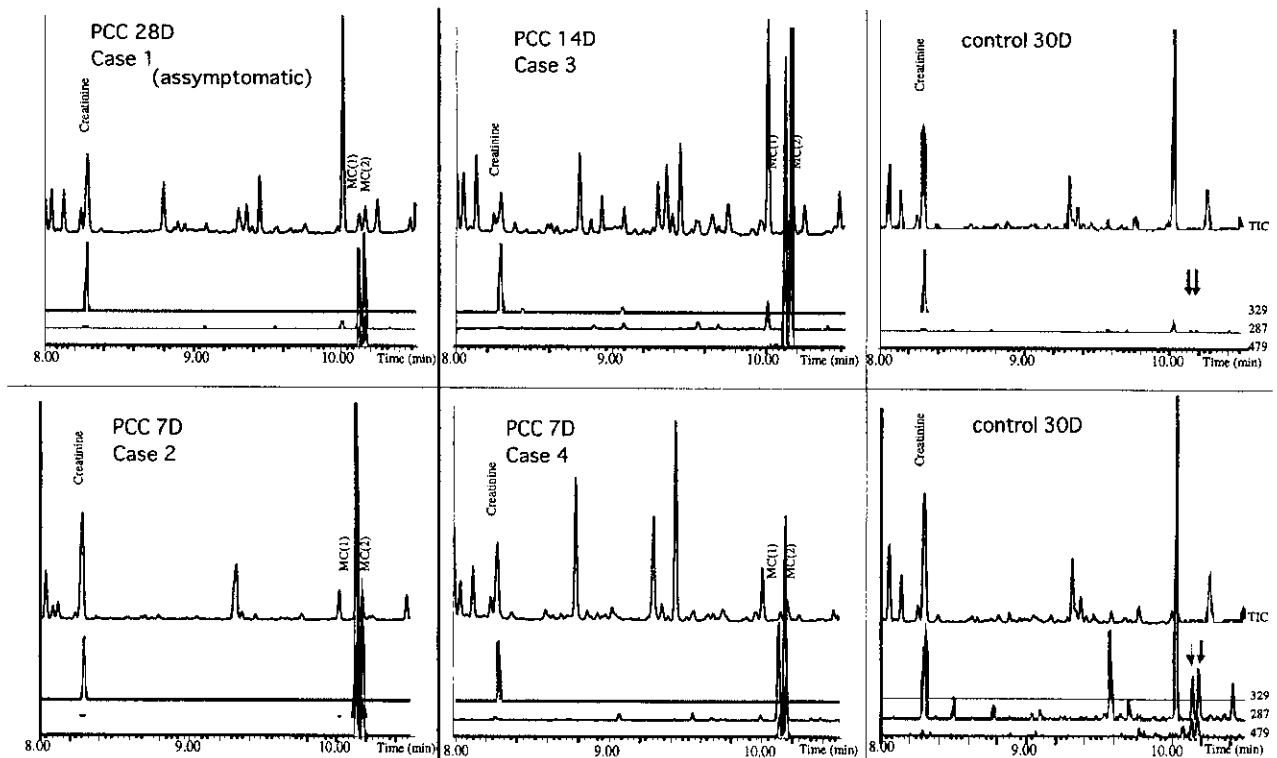 PCC 28D
Case 1
(assymptomatic)
Creatinine
MC(1)
MC(2)
8.00
9.00
10.00
Time (min)
PCC 14D
Case 3
Creatinine
MC(1)
MC(2)
8.00
9.00
10.00
Time (min)
control 30D
Creatinine
TIC
329
287
479
8.00
9.00
10.00
Time (min)
PCC 7D
Case 2
Creatinine
MC(1)
MC(2)
8.00
9.00
10.00
Time (min)
PCC 7D
Case 4
Creatinine
MC(1)
MC(2)
8.00
9.00
10.00
Time (min)
control 30D
Creatinine
TIC
329
287
479
8.00
9.00
10.00
Time (min)